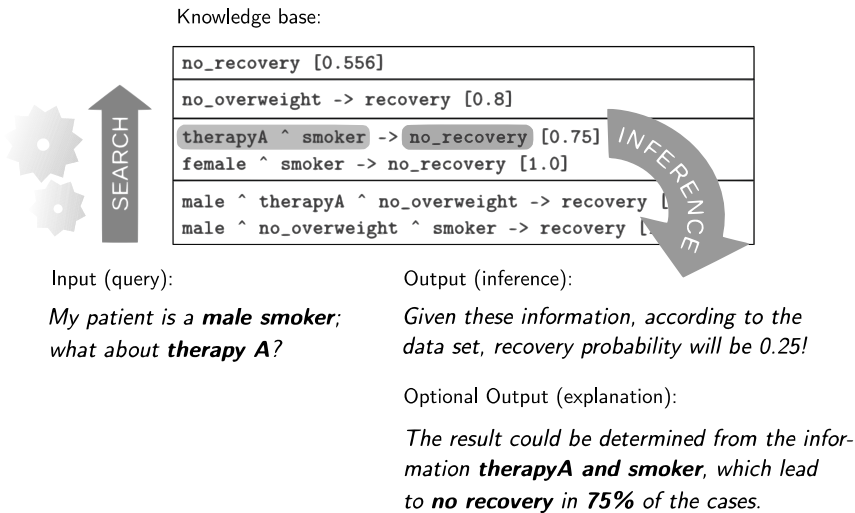 Knowledge base:
no_recovery [0.556]
no_overweight -> recovery [0.8]
therapyA ^ smoker -> no_recovery [0.75]
female ^ smoker -> no_recovery [1.0]
male ^ therapyA ^ no_overweight -> recovery [
male ^ no_overweight ^ smoker -> recovery [
SEARCH
INFERENCE
Input (query):
My patient is a male smoker;
what about therapy A?
Output (inference):
Given these information, according to the
data set, recovery probability will be 0.25!
Optional Output (explanation):
The result could be determined from the infor-
mation therapyA and smoker, which lead
to no recovery in 75% of the cases.